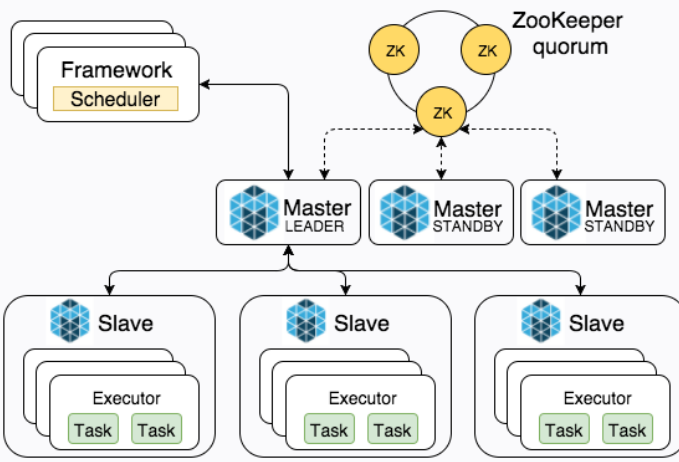 ZooKeeper
quorum
ZK
ZK
ZK
Framework
Scheduler
Master
LEADER
Master
STANDBY
Master
STANDBY
Slave
Executor
Task Task
Slave
Executor
Task Task
Slave
Executor
Task Task